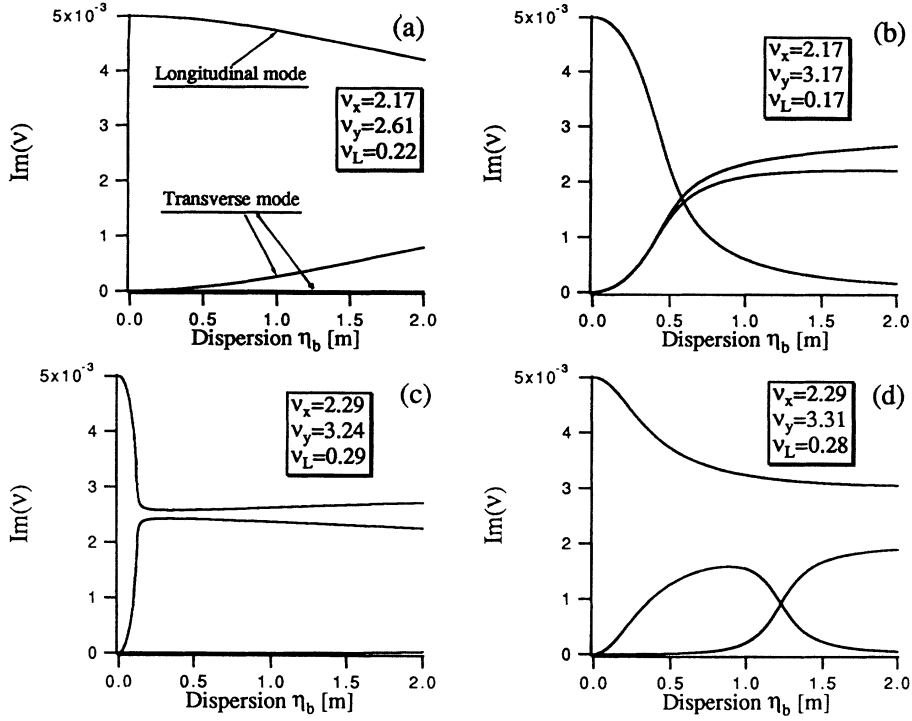 5x10⁻³
4
3
2
1
0
Im(ν)
(a)
Longitudinal mode
νx=2.17
νy=2.61
νL=0.22
Transverse mode
0.0 0.5 1.0 1.5 2.0
Dispersion ηb [m]
5x10⁻³
4
3
2
1
0
Im(ν)
(b)
νx=2.17
νy=3.17
νL=0.17
0.0 0.5 1.0 1.5 2.0
Dispersion ηb [m]
5x10⁻³
4
3
2
1
0
Im(ν)
(c)
νx=2.29
νy=3.24
νL=0.29
0.0 0.5 1.0 1.5 2.0
Dispersion ηb [m]
5x10⁻³
4
3
2
1
0
Im(ν)
(d)
νx=2.29
νy=3.31
νL=0.28
0.0 0.5 1.0 1.5 2.0
Dispersion ηb [m]